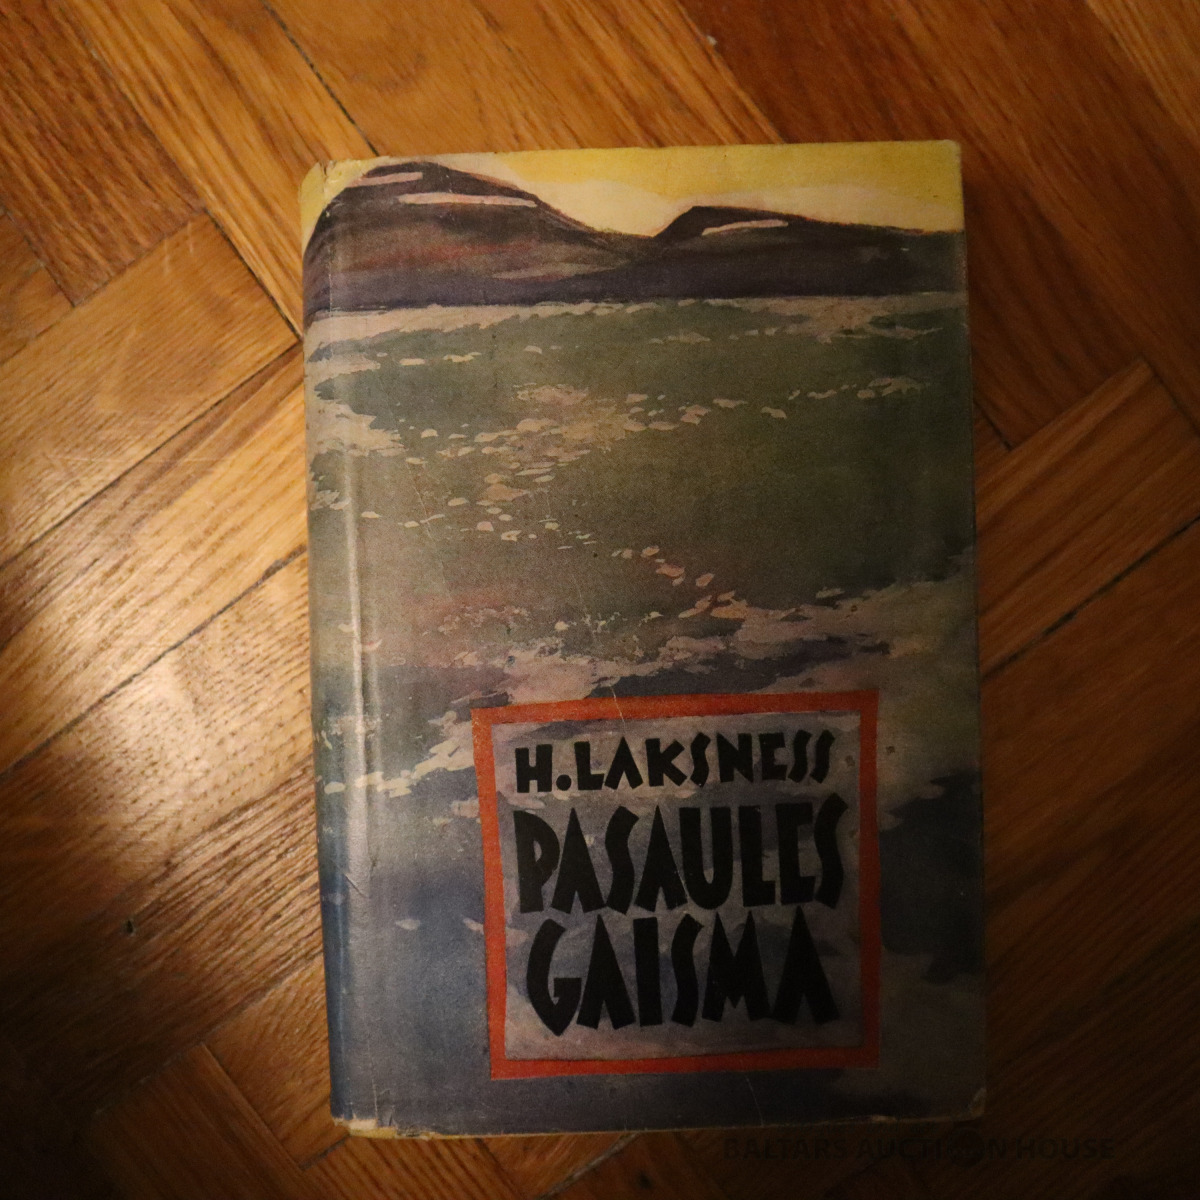 H. LAKSNESS
PASAULES
GAISMA
BALTARS AUCTION HOUSE